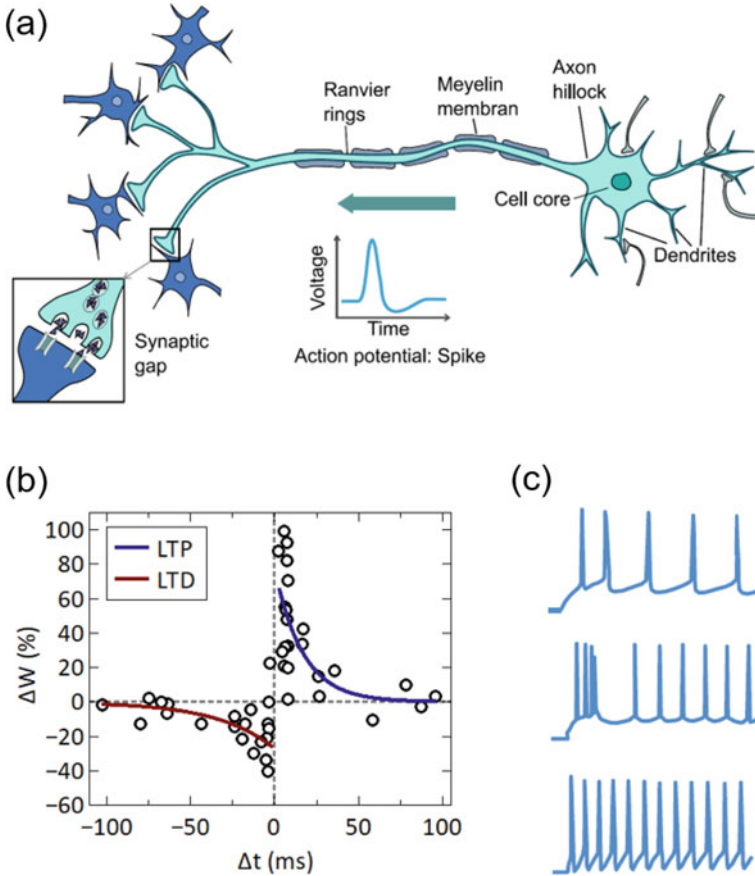 (a)
Ranvier
rings
Meyelin
membran
Axon
hillock
Cell core
Dendrites
Voltage
Time
Action potential: Spike
Synaptic
gap
(b)
(c)
LTP
LTD
ΔW (%)
100
80
60
40
20
0
−20
−40
−60
−100
−50
0
50
100
Δt (ms)